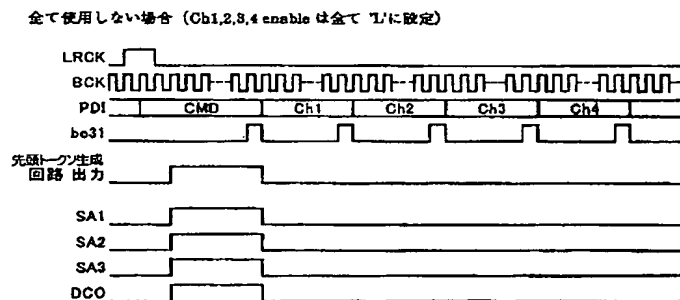 全て使用しない場合 (Ch1,2,3,4 enable は全て 'L'に設定)
LRCK
BCK
PDI CMD Ch1 Ch2 Ch3 Ch4
bc31
先頭トークン生成
回路 出力
SA1
SA2
SA3
DCO